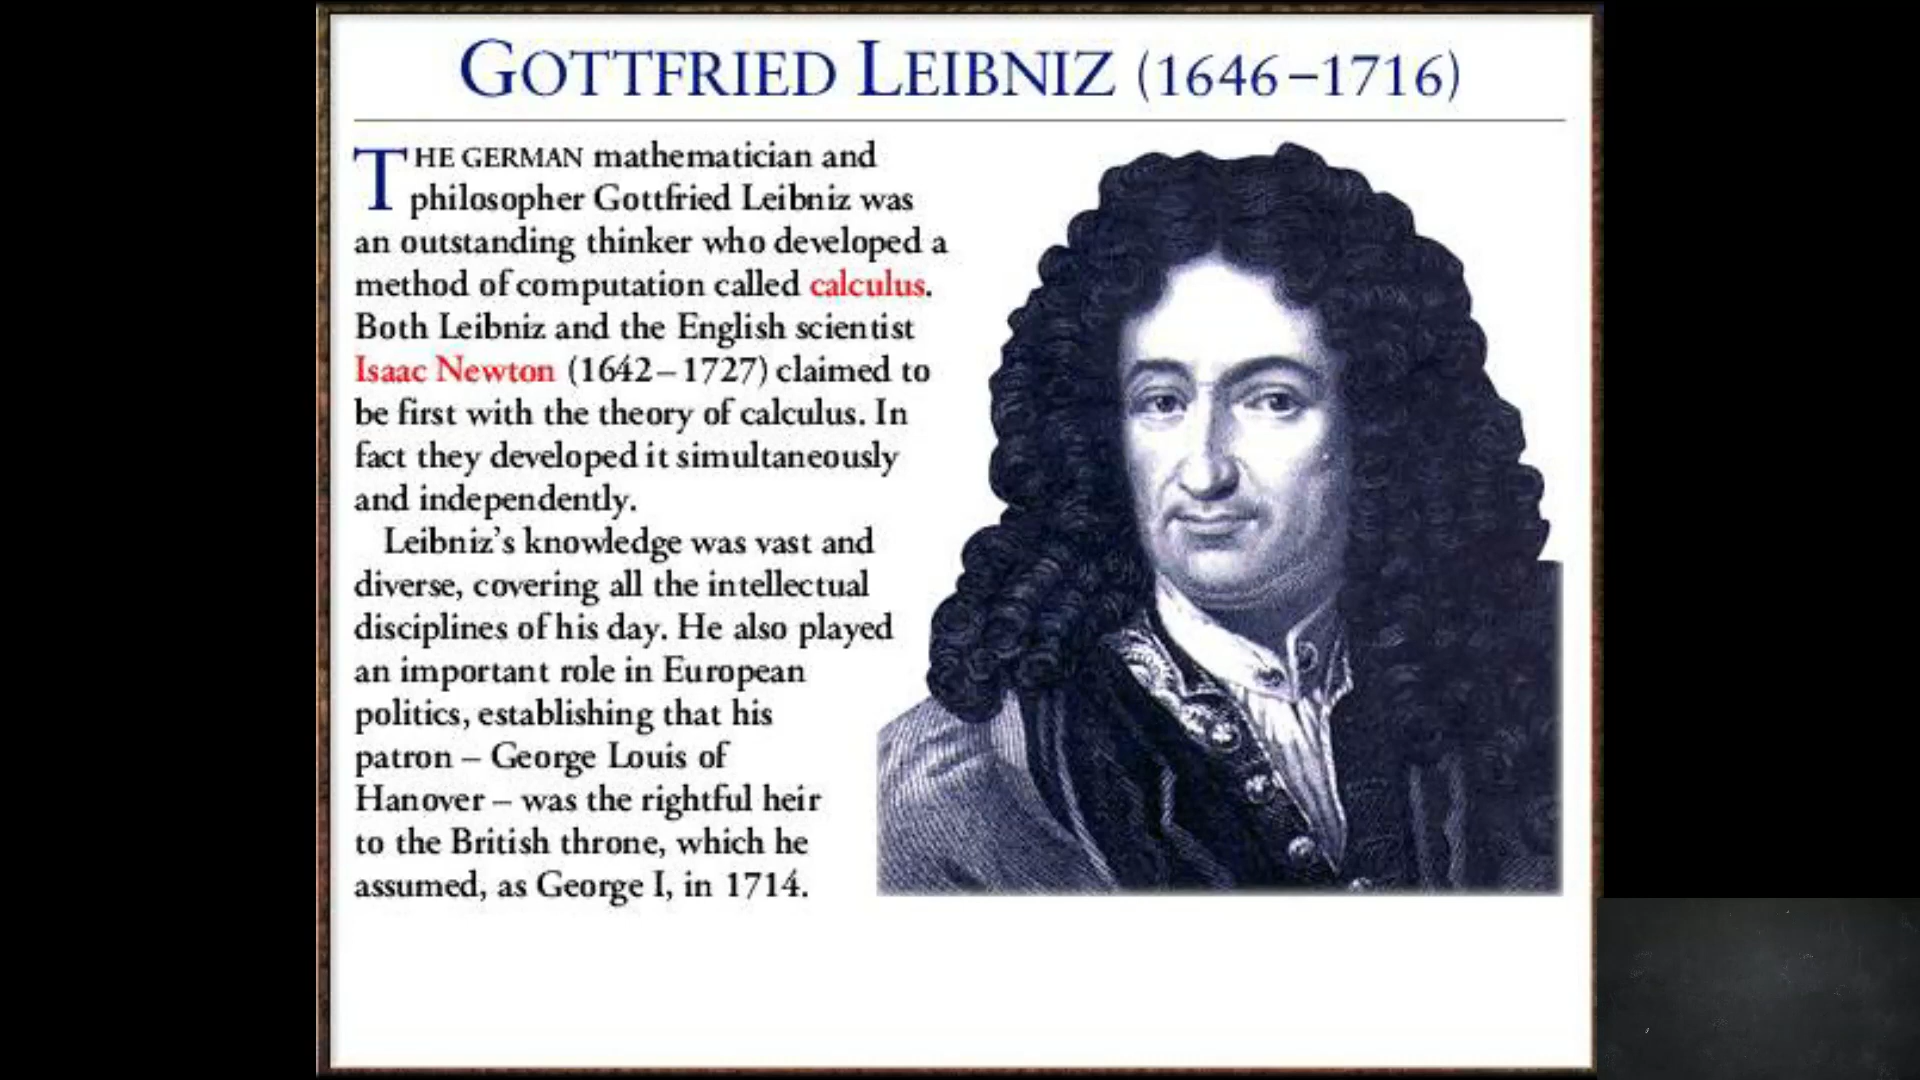 GOTTFRIED LEIBNIZ (1646–1716)
THE GERMAN mathematician and
philosopher Gottfried Leibniz was
an outstanding thinker who developed a
method of computation called calculus.
Both Leibniz and the English scientist
Isaac Newton (1642–1727) claimed to
be first with the theory of calculus. In
fact they developed it simultaneously
and independently.
Leibniz's knowledge was vast and
diverse, covering all the intellectual
disciplines of his day. He also played
an important role in European
politics, establishing that his
patron – George Louis of
Hanover – was the rightful heir
to the British throne, which he
assumed, as George I, in 1714.